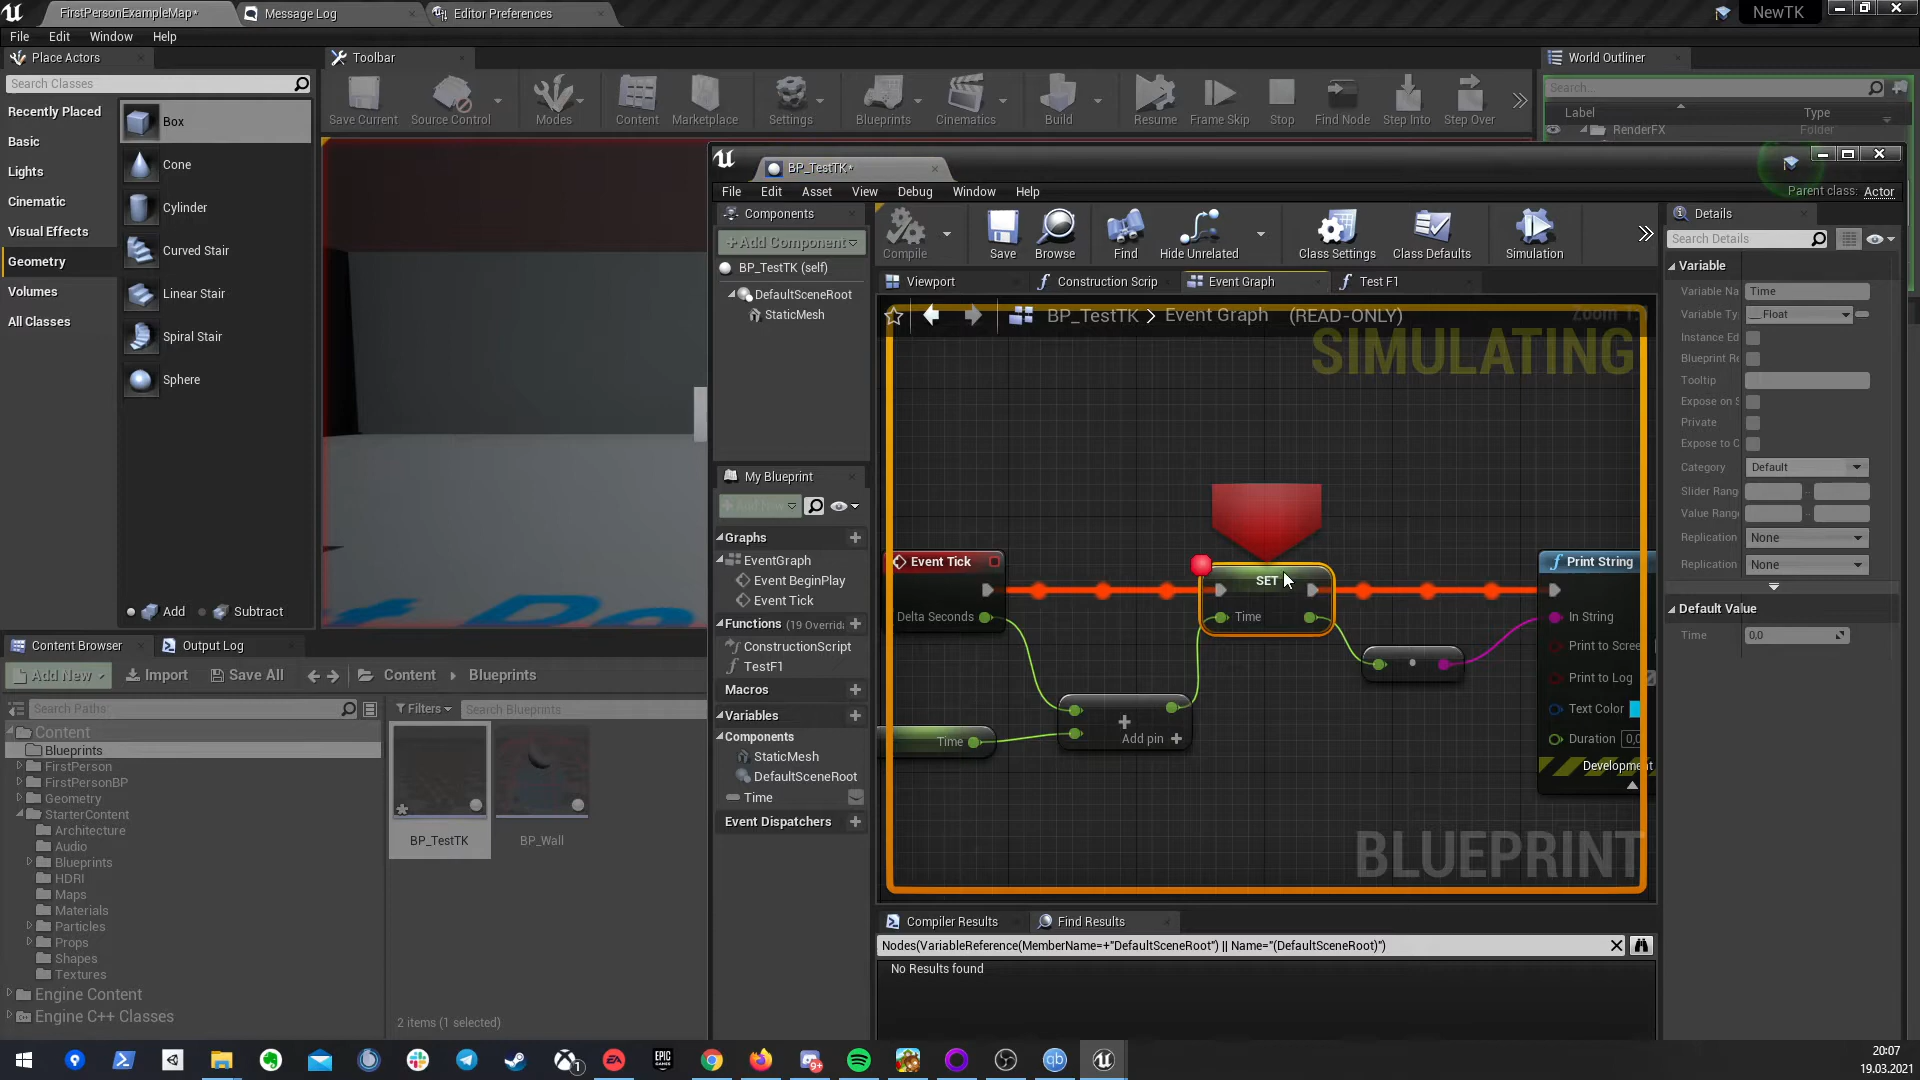 FirstPersonExampleMap*
Message Log
Editor Preferences
NewTK
File Edit Window Help
Place Actors
Toolbar
World Outliner
Search Classes
Search...
Recently Placed
Basic
Lights
Cinematic
Visual Effects
Geometry
Volumes
All Classes
Box
Cone
Cylinder
Curved Stair
Linear Stair
Spiral Stair
Sphere
Add
Subtract
Save Current
Source Control
Modes
Content
Marketplace
Settings
Blueprints
Cinematics
Build
Resume
Frame Skip
Stop
Find Node
Step Into
Step Over
Label
Type
RenderFX
Folder
BP_TestTK*
File Edit Asset View Debug Window Help
Parent class: Actor
Components
+Add Component
BP_TestTK (self)
DefaultSceneRoot
StaticMesh
Compile
Save
Browse
Find
Hide Unrelated
Class Settings
Class Defaults
Simulation
Viewport
Construction Scrip
Event Graph
Test F1
BP_TestTK > Event Graph (READ-ONLY)
SIMULATING
Event Tick
Delta Seconds
Time
Add pin
SET
Time
Print String
In String
Print to Scree
Print to Log
Text Color
Duration 0,0
Development
BLUEPRINT
My Blueprint
Graphs
EventGraph
Event BeginPlay
Event Tick
Functions (19 Overrida
ConstructionScript
TestF1
Macros
Variables
Components
StaticMesh
DefaultSceneRoot
Time
Event Dispatchers
Compiler Results
Find Results
Nodes(VariableReference(MemberName=+"DefaultSceneRoot") || Name="(DefaultSceneRoot)")
No Results found
Details
Search Details
Variable
Variable Na
Time
Variable Ty
Float
Instance Ed
Blueprint Re
Tooltip
Expose on S
Private
Expose to C
Category
Default
Slider Rang
Value Rang
Replication
None
Replication
None
Default Value
Time
0,0
Content Browser
Output Log
Add New
Import
Save All
Content
Blueprints
Search Paths
Filters
Search Blueprints
Content
Blueprints
FirstPerson
FirstPersonBP
Geometry
StarterContent
Architecture
Audio
Blueprints
HDRI
Maps
Materials
Particles
Props
Shapes
Textures
Engine Content
Engine C++ Classes
BP_TestTK
BP_Wall
2 items (1 selected)
20:07
19.03.2021